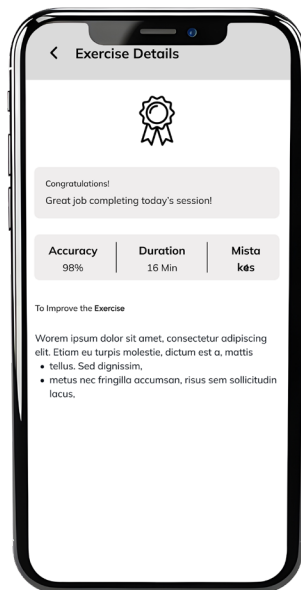 Exercise Details
Congratulations!
Great job completing today's session!
Accuracy Duration Mista
98% 16 Min kes
To Improve the Exercise
Worem ipsum dolor sit amet, consectetur adipiscing
elit. Etiam eu turpis molestie, dictum est a, mattis
• tellus. Sed dignissim,
• metus nec fringilla accumsan, risus sem sollicitudin
lacus,